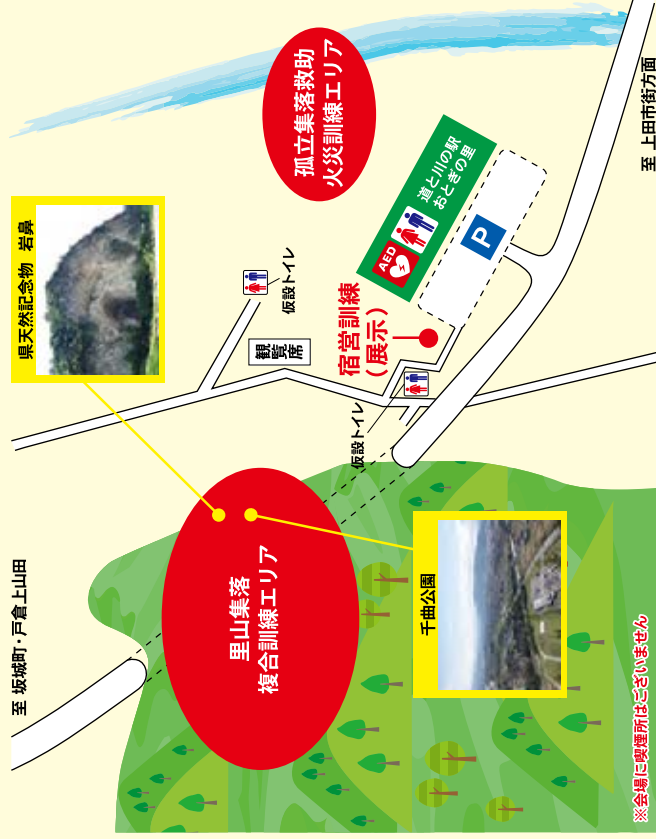 至 坂城町・戸倉上山田
県天然記念物 岩鼻
孤立集落救助
火災訓練エリア
至 上田市街方面
仮設トイレ
観覧席
宿営訓練
（展示）
AED
道と川の駅
おとぎの里
P
仮設トイレ
里山集落
複合訓練エリア
千曲公園
※会場に喫煙所はございません